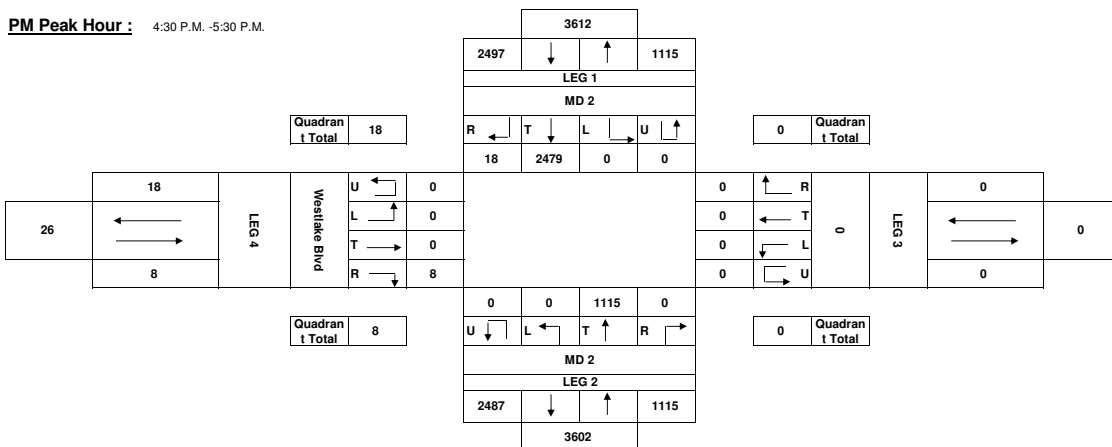 PM Peak Hour :   4:30 P.M. -5:30 P.M.
3612
2497 1115
LEG 1
MD 2
Quadran
t Total 18
R T L U
0 Quadran
t Total
18 2479 0 0
18 U 0 0 R 0
26 LEG 4 Westlake Blvd L 0 0 T 0 LEG 3 0
T 0 0 L
8 R 8 0 U 0
0 0 1115 0
Quadran
t Total 8
U L T R
0 Quadran
t Total
MD 2
LEG 2
2487 1115
3602